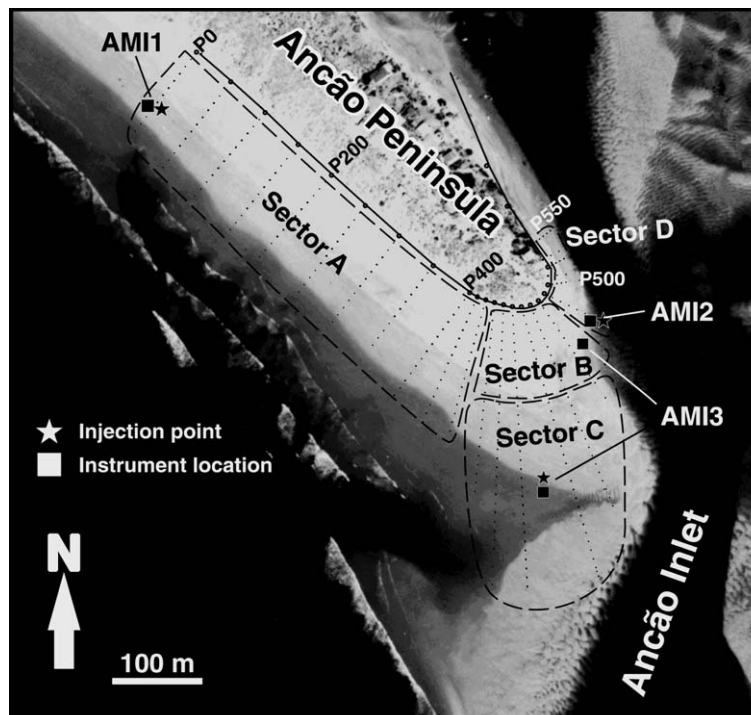 AMI1
P0
Ancão Peninsula
P200
Sector A
P550
Sector D
P400
P500
AMI2
Sector B
AMI3
Sector C
Injection point
Instrument location
N
100 m
Ancão Inlet